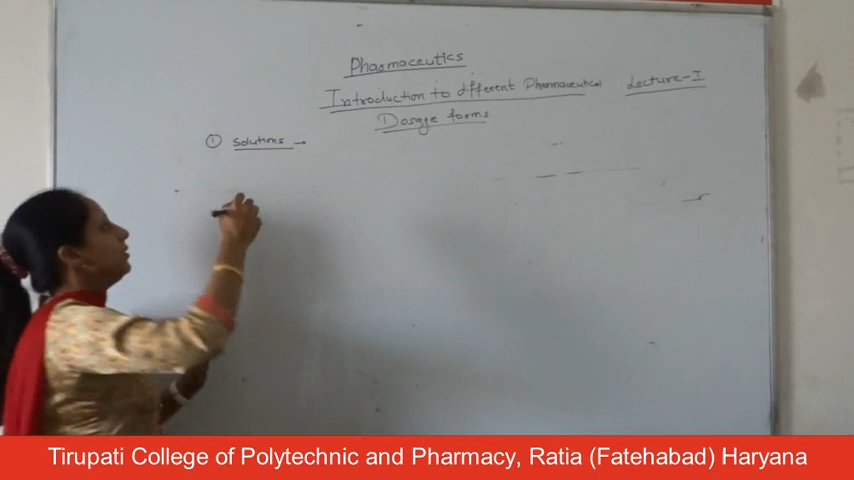 Pharmaceutics
Introduction to different Pharmaceutical Lecture-I
Dosage forms
① Solutions →
Tirupati College of Polytechnic and Pharmacy, Ratia (Fatehabad) Haryana